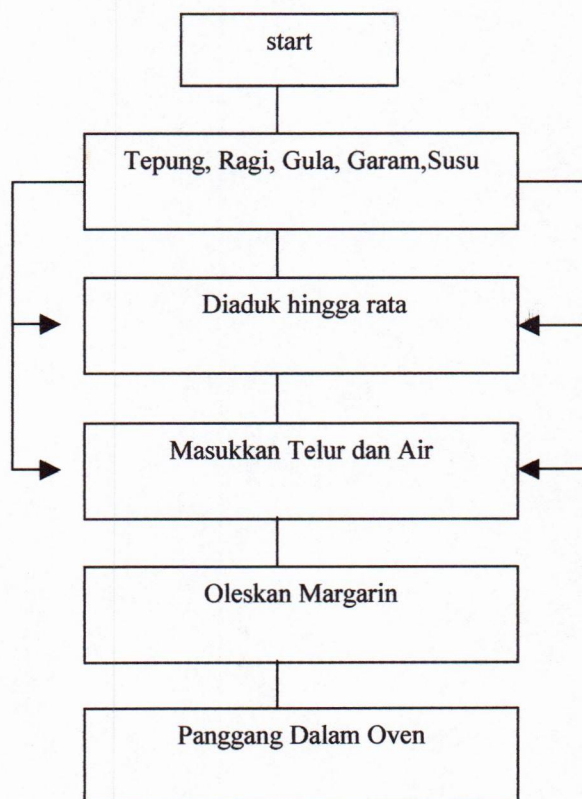 start
Tepung, Ragi, Gula, Garam,Susu
Diaduk hingga rata
Masukkan Telur dan Air
Oleskan Margarin
Panggang Dalam Oven